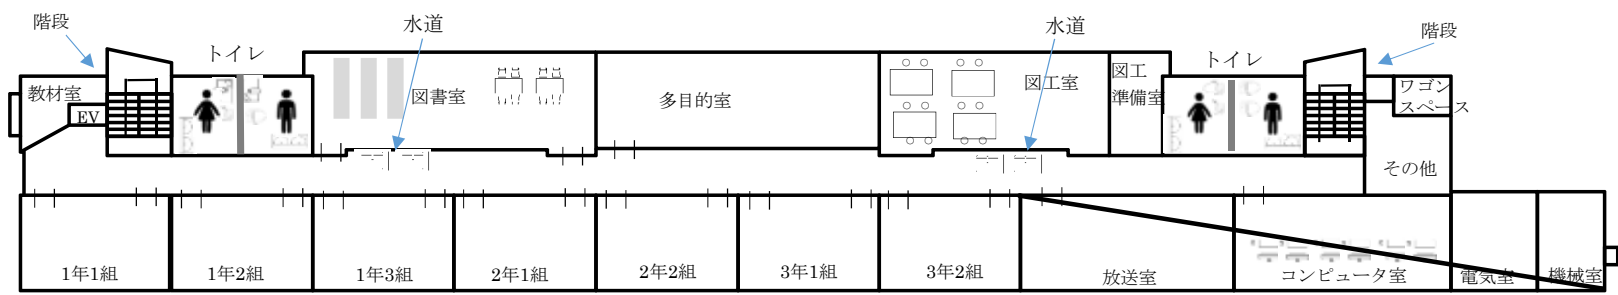 階段
水道
水道
階段
トイレ
トイレ
教材室
EV
図書室
多目的室
図工室
図工
準備室
ワゴン
スペース
その他
1年1組
1年2組
1年3組
2年1組
2年2組
3年1組
3年2組
放送室
コンピュータ室
電気室
機械室